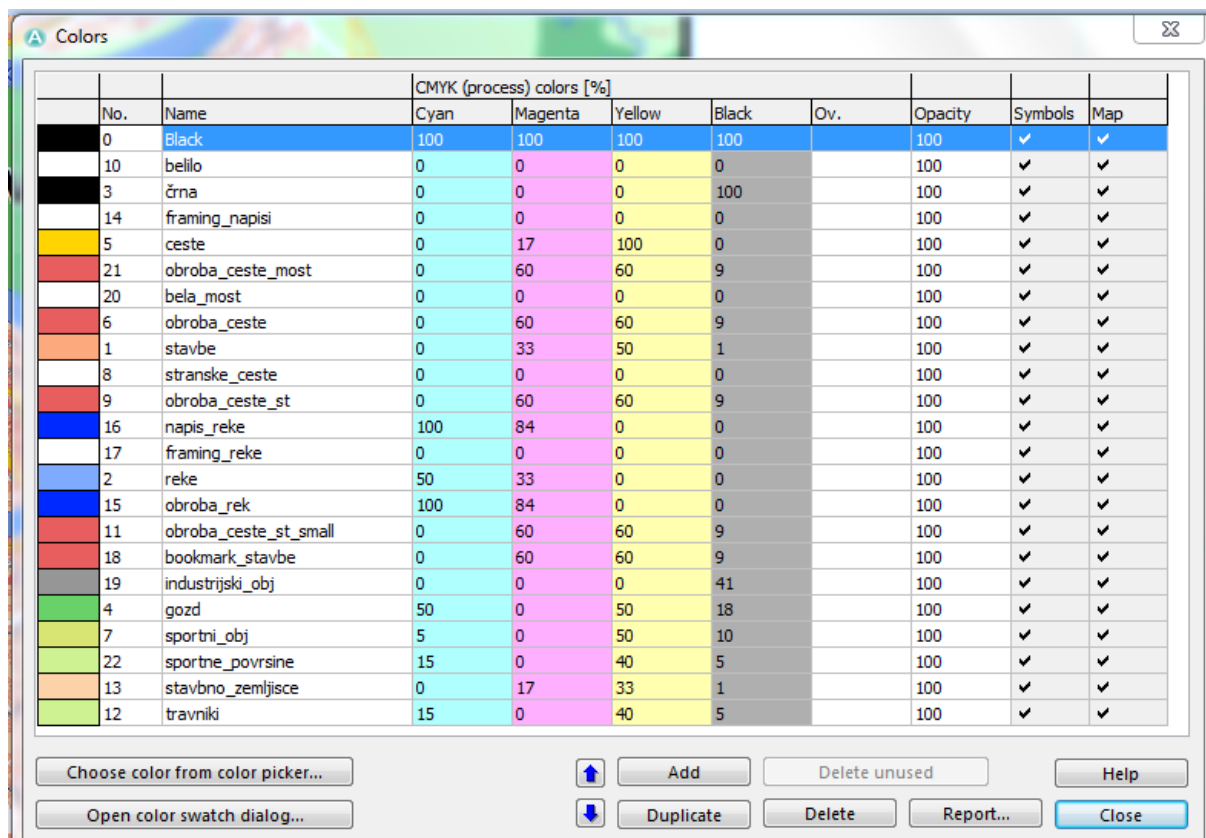 Colors
CMYK (process) colors [%]
No. Name Cyan Magenta Yellow Black Ov. Opacity Symbols Map
0 Black 100 100 100 100 100
10 belilo 0 0 0 0 100
3 črna 0 0 0 100 100
14 framing_napisi 0 0 0 0 100
5 ceste 0 17 100 0 100
21 obroba_ceste_most 0 60 60 9 100
20 bela_most 0 0 0 0 100
6 obroba_ceste 0 60 60 9 100
1 stavbe 0 33 50 1 100
8 stranske_ceste 0 0 0 0 100
9 obroba_ceste_st 0 60 60 9 100
16 napis_reke 100 84 0 0 100
17 framing_reke 0 0 0 0 100
2 reke 50 33 0 0 100
15 obroba_rek 100 84 0 0 100
11 obroba_ceste_st_small 0 60 60 9 100
18 bookmark_stavbe 0 60 60 9 100
19 industrijski_obj 0 0 0 41 100
4 gozd 50 0 50 18 100
7 sportni_obj 5 0 50 10 100
22 sportne_povrsine 15 0 40 5 100
13 stavbno_zemljisce 0 17 33 1 100
12 travniki 15 0 40 5 100
Choose color from color picker... Add Delete unused Help
Open color swatch dialog... Duplicate Delete Report... Close